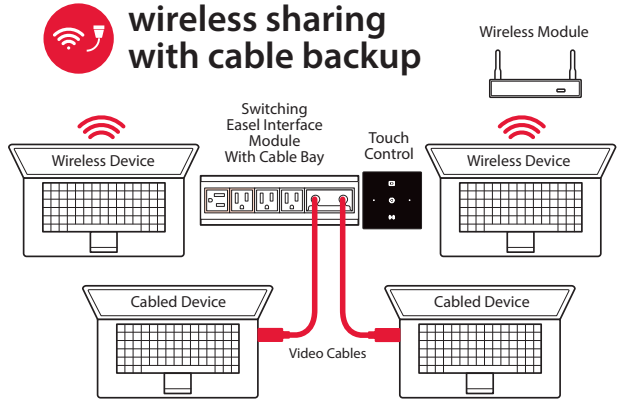 wireless sharing
with cable backup
Wireless Module
Switching
Easel Interface
Module
With Cable Bay
Touch
Control
Wireless Device
Wireless Device
Cabled Device
Cabled Device
Video Cables